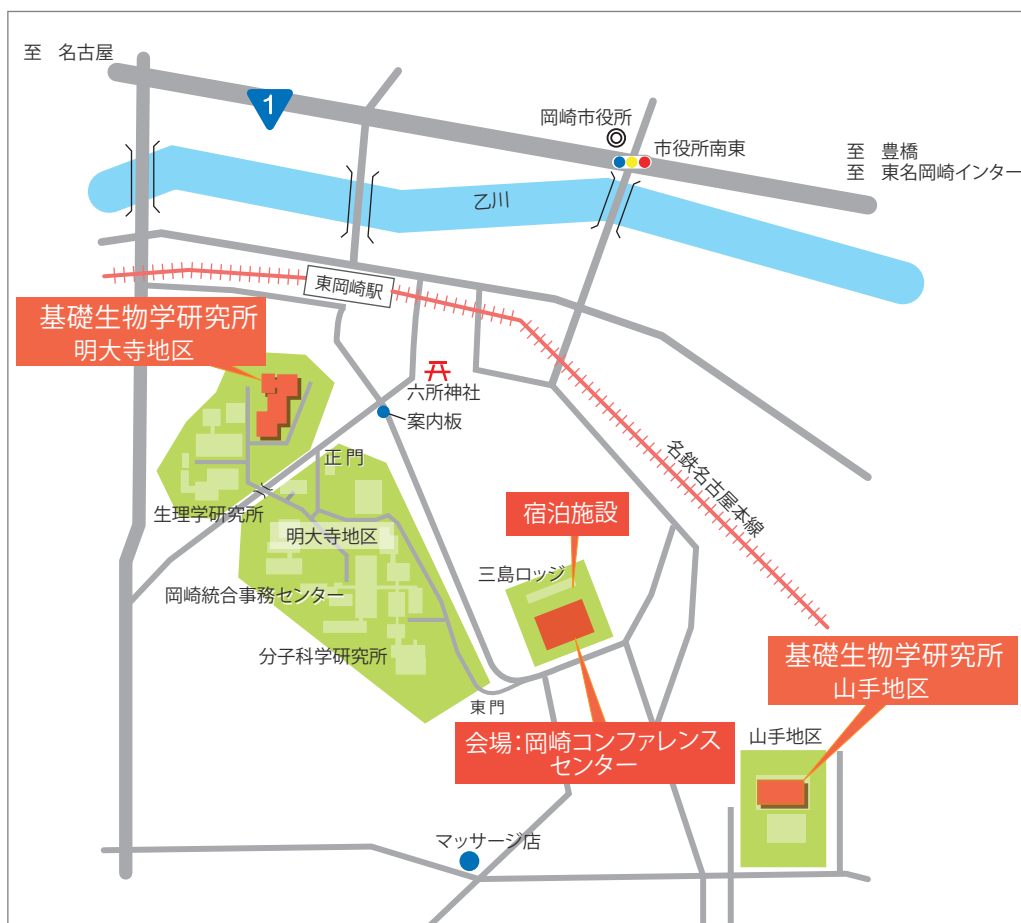 至 名古屋
1
岡崎市役所
市役所南東
至 豊橋
至 東名岡崎インター
乙川
東岡崎駅
基礎生物学研究所
明大寺地区
六所神社
案内板
正門
名鉄名古屋本線
生理学研究所
宿泊施設
明大寺地区
三島ロッジ
岡崎統合事務センター
分子科学研究所
基礎生物学研究所
山手地区
東門
会場:岡崎コンファレンス
センター
山手地区
マッサージ店